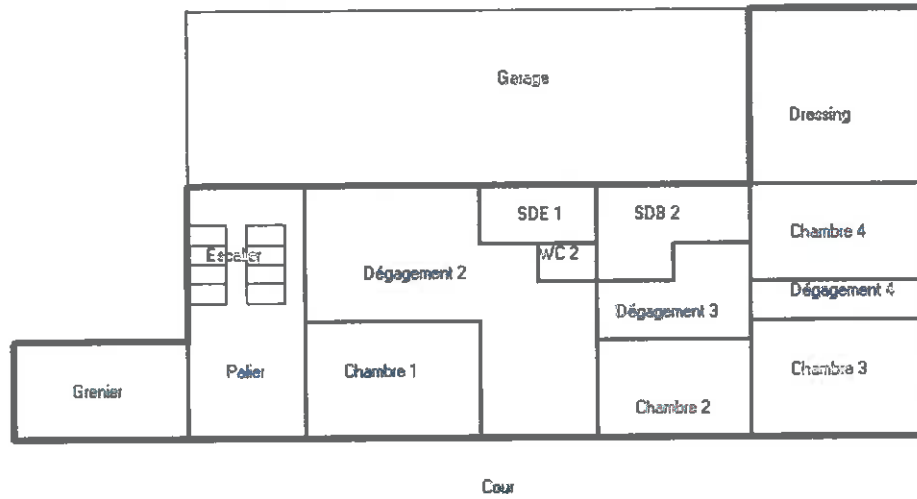 Garage
Dressing
SDE 1
SDB 2
Chambre 4
Escalier
WC 2
Dégagement 2
Dégagement 4
Dégagement 3
Chambre 1
Palier
Chambre 3
Grenier
Chambre 2
Cour